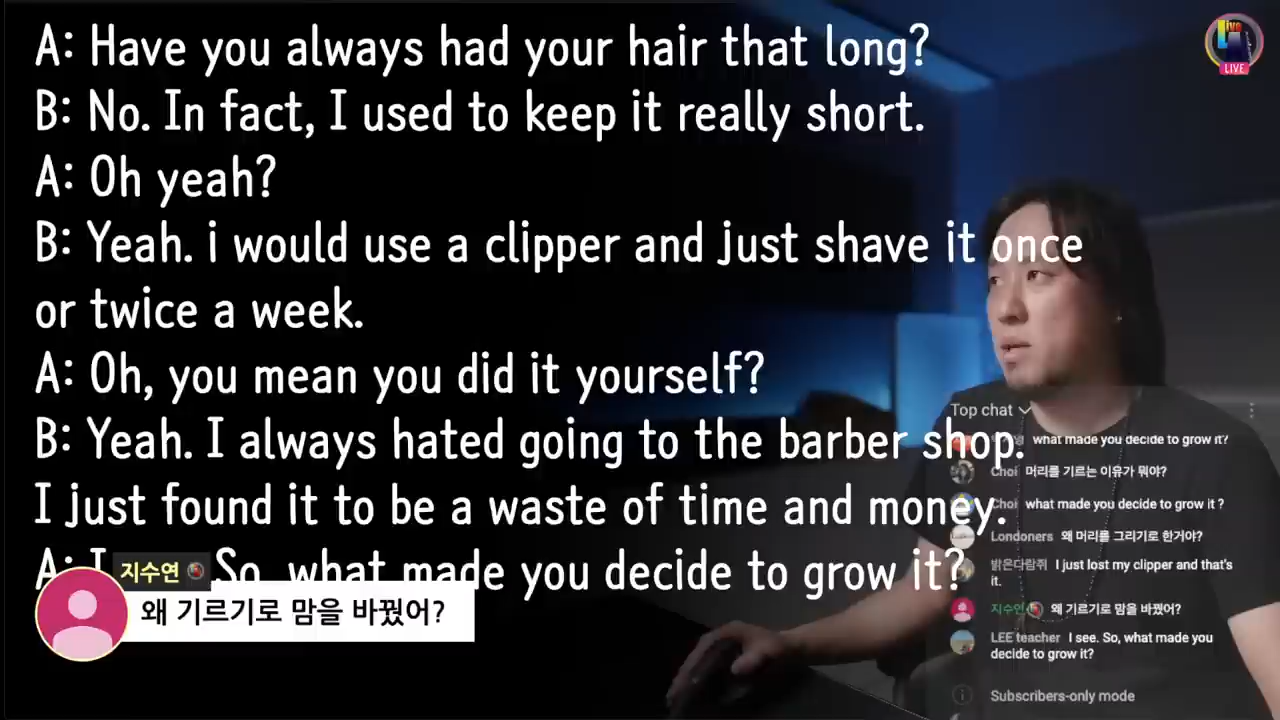 A: Have you always had your hair that long?
B: No. In fact, I used to keep it really short.
A: Oh yeah?
B: Yeah. i would use a clipper and just shave it once
or twice a week.
A: Oh, you mean you did it yourself?
B: Yeah. I always hated going to the barber shop.
I just found it to be a waste of time and money.
A: I So, what made you decide to grow it?
지수연
왜 기르기로 맘을 바꿨어?
Live
LIVE
Top chat
what made you decide to grow it?
Choi 머리를 기르는 이유가 뭐야?
Choi what made you decide to grow it ?
Londoners 왜 머리를 그리기로 한거야?
밝은다람쥐 I just lost my clipper and that's
it.
지수연 왜 기르기로 맘을 바꿨어?
LEE teacher I see. So, what made you
decide to grow it?
Subscribers-only mode